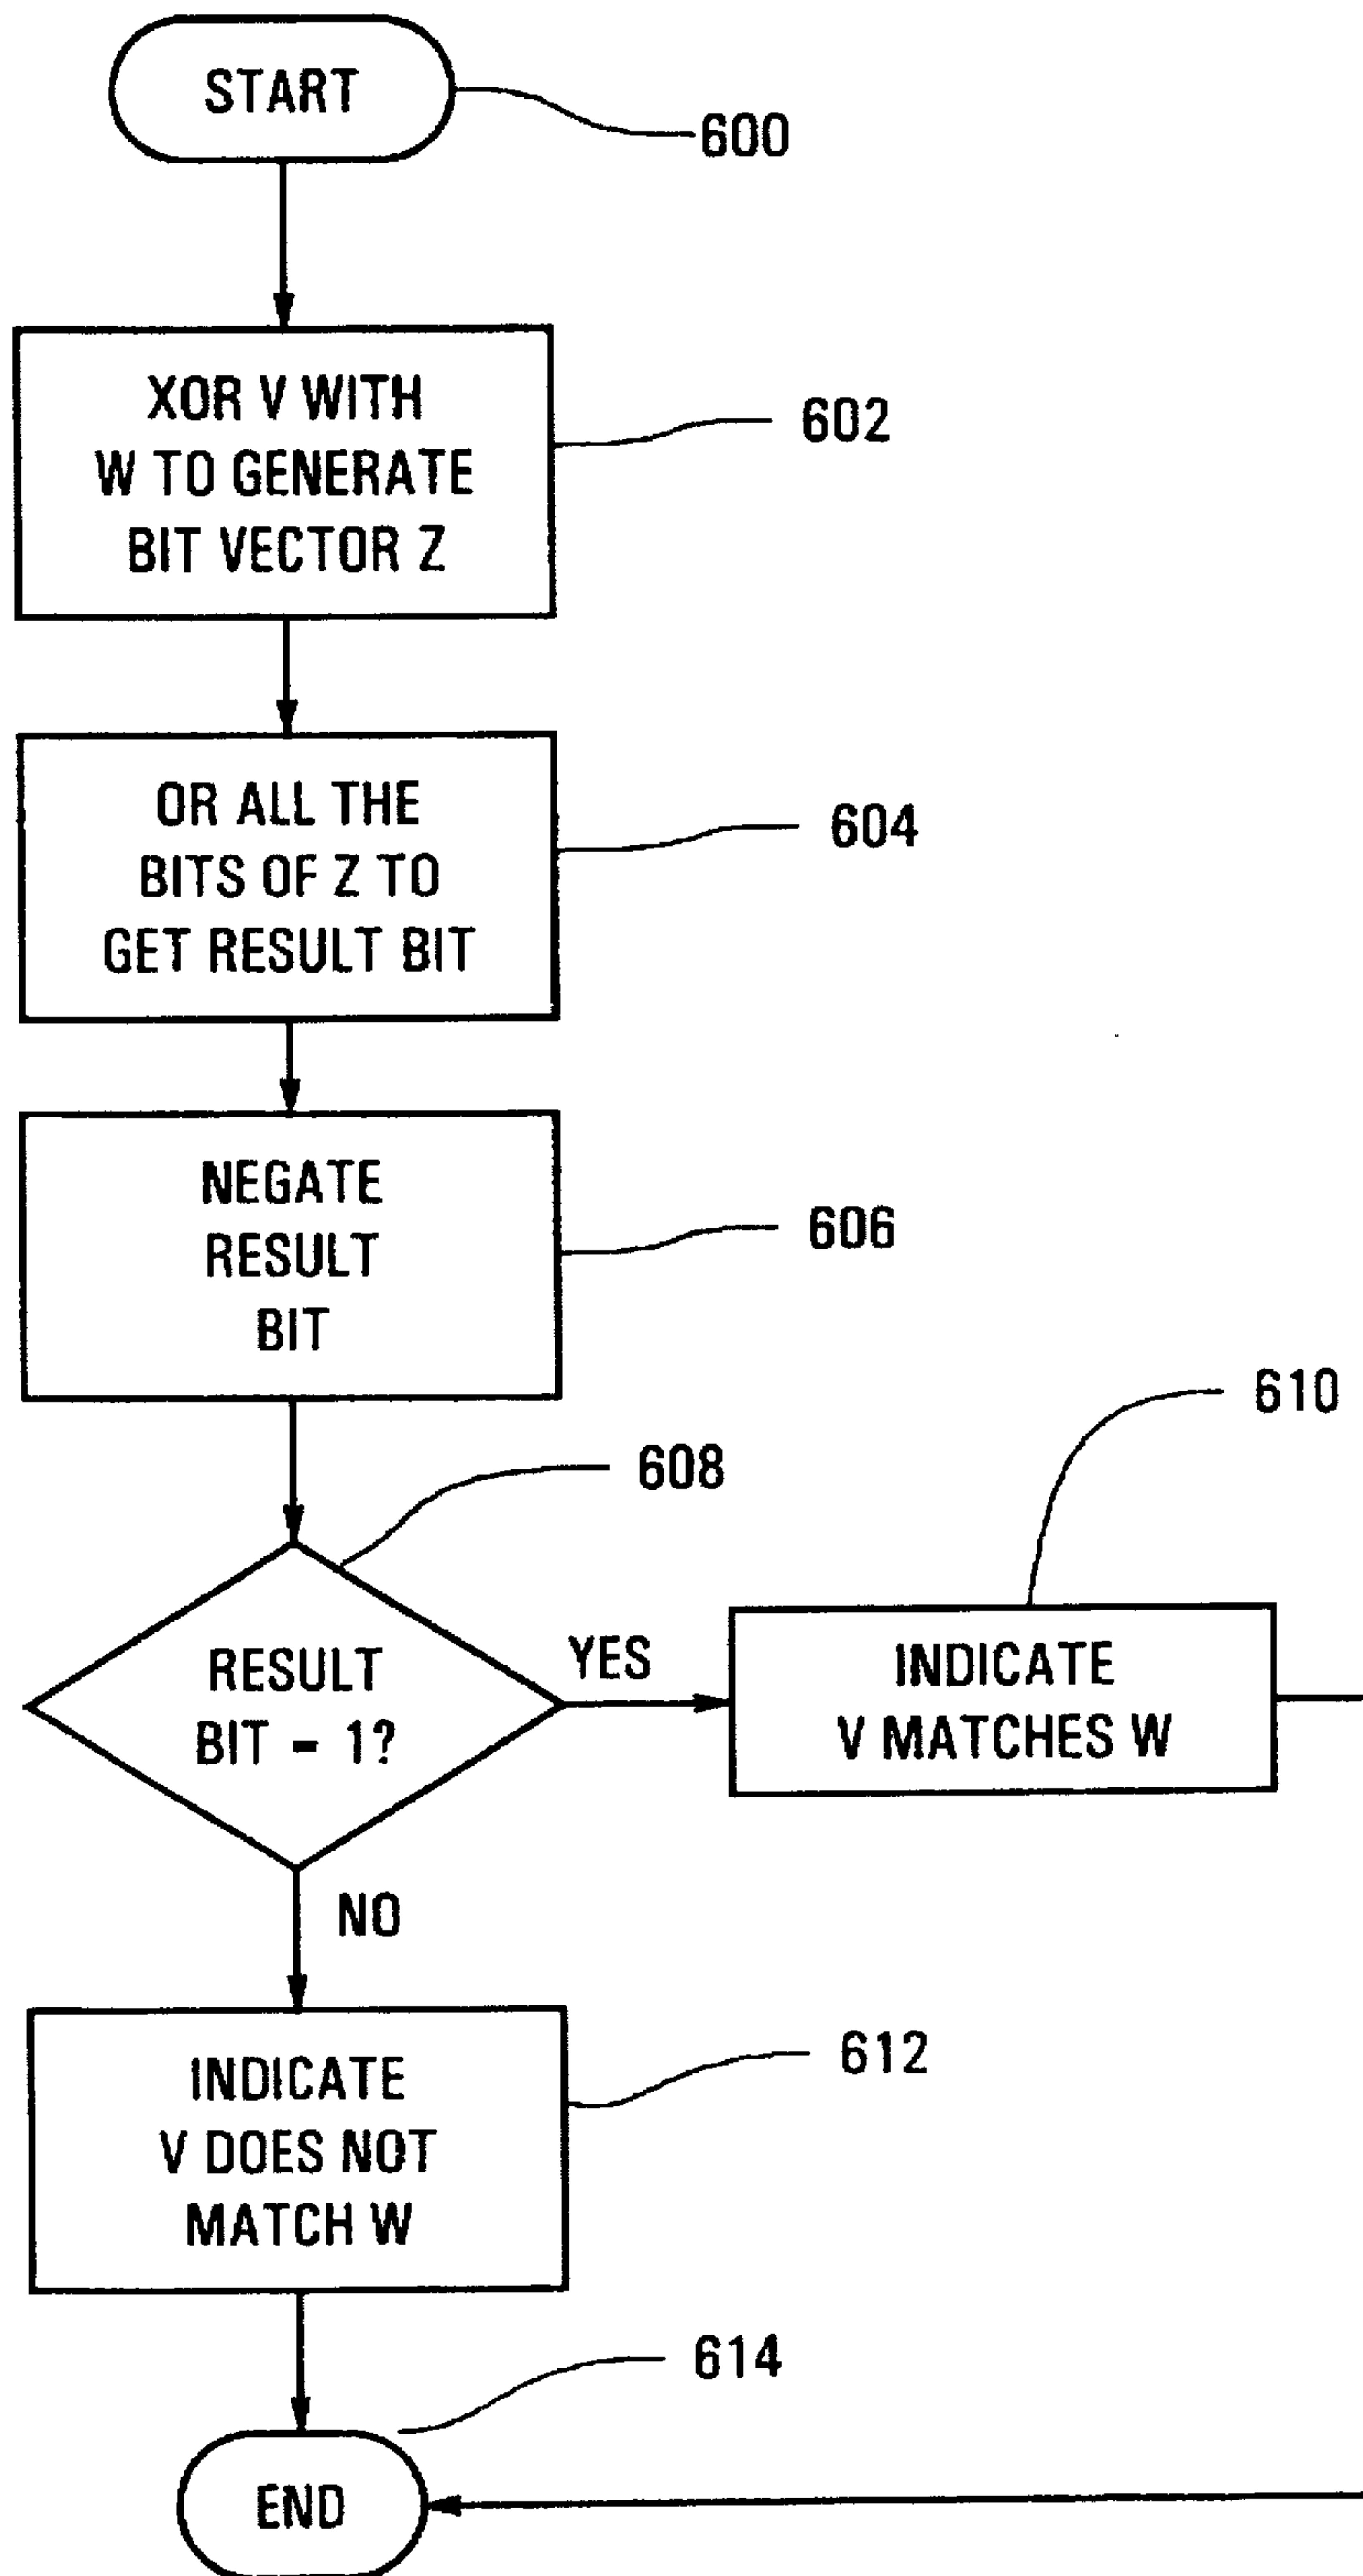 START
600
XOR V WITH
W TO GENERATE
BIT VECTOR Z
602
OR ALL THE
BITS OF Z TO
GET RESULT BIT
604
NEGATE
RESULT
BIT
606
608
RESULT
BIT = 1?
YES
610
INDICATE
V MATCHES W
NO
INDICATE
V DOES NOT
MATCH W
612
614
END